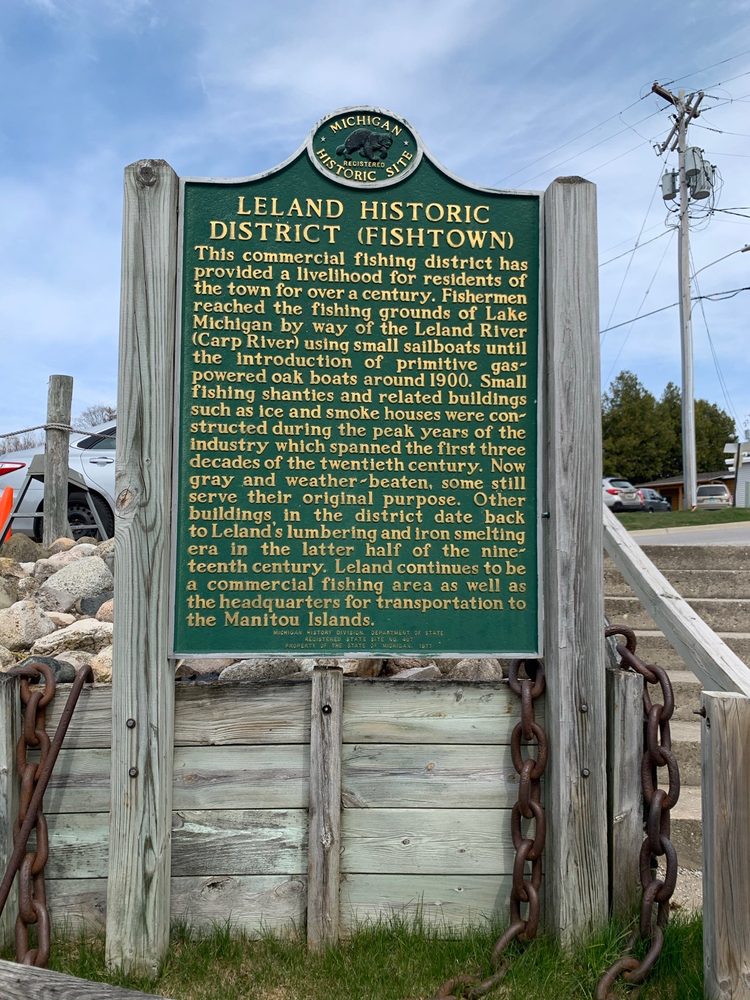 MICHIGAN
REGISTERED
HISTORIC SITE
LELAND HISTORIC
DISTRICT (FISHTOWN)
This commercial fishing district has
provided a livelihood for residents of
the town for over a century. Fishermen
reached the fishing grounds of Lake
Michigan by way of the Leland River
(Carp River) using small sailboats until
the introduction of primitive gas-
powered oak boats around 1900. Small
fishing shanties and related buildings
such as ice and smoke houses were con-
structed during the peak years of the
industry which spanned the first three
decades of the twentieth century. Now
gray and weather-beaten, some still
serve their original purpose. Other
buildings in the district date back
to Leland's lumbering and iron smelting
era in the latter half of the nine-
teenth century. Leland continues to be
a commercial fishing area as well as
the headquarters for transportation to
the Manitou Islands.
MICHIGAN HISTORY DIVISION, DEPARTMENT OF STATE
REGISTERED STATE SITE NO.
PROPERTY OF THE STATE OF MICHIGAN, 1977